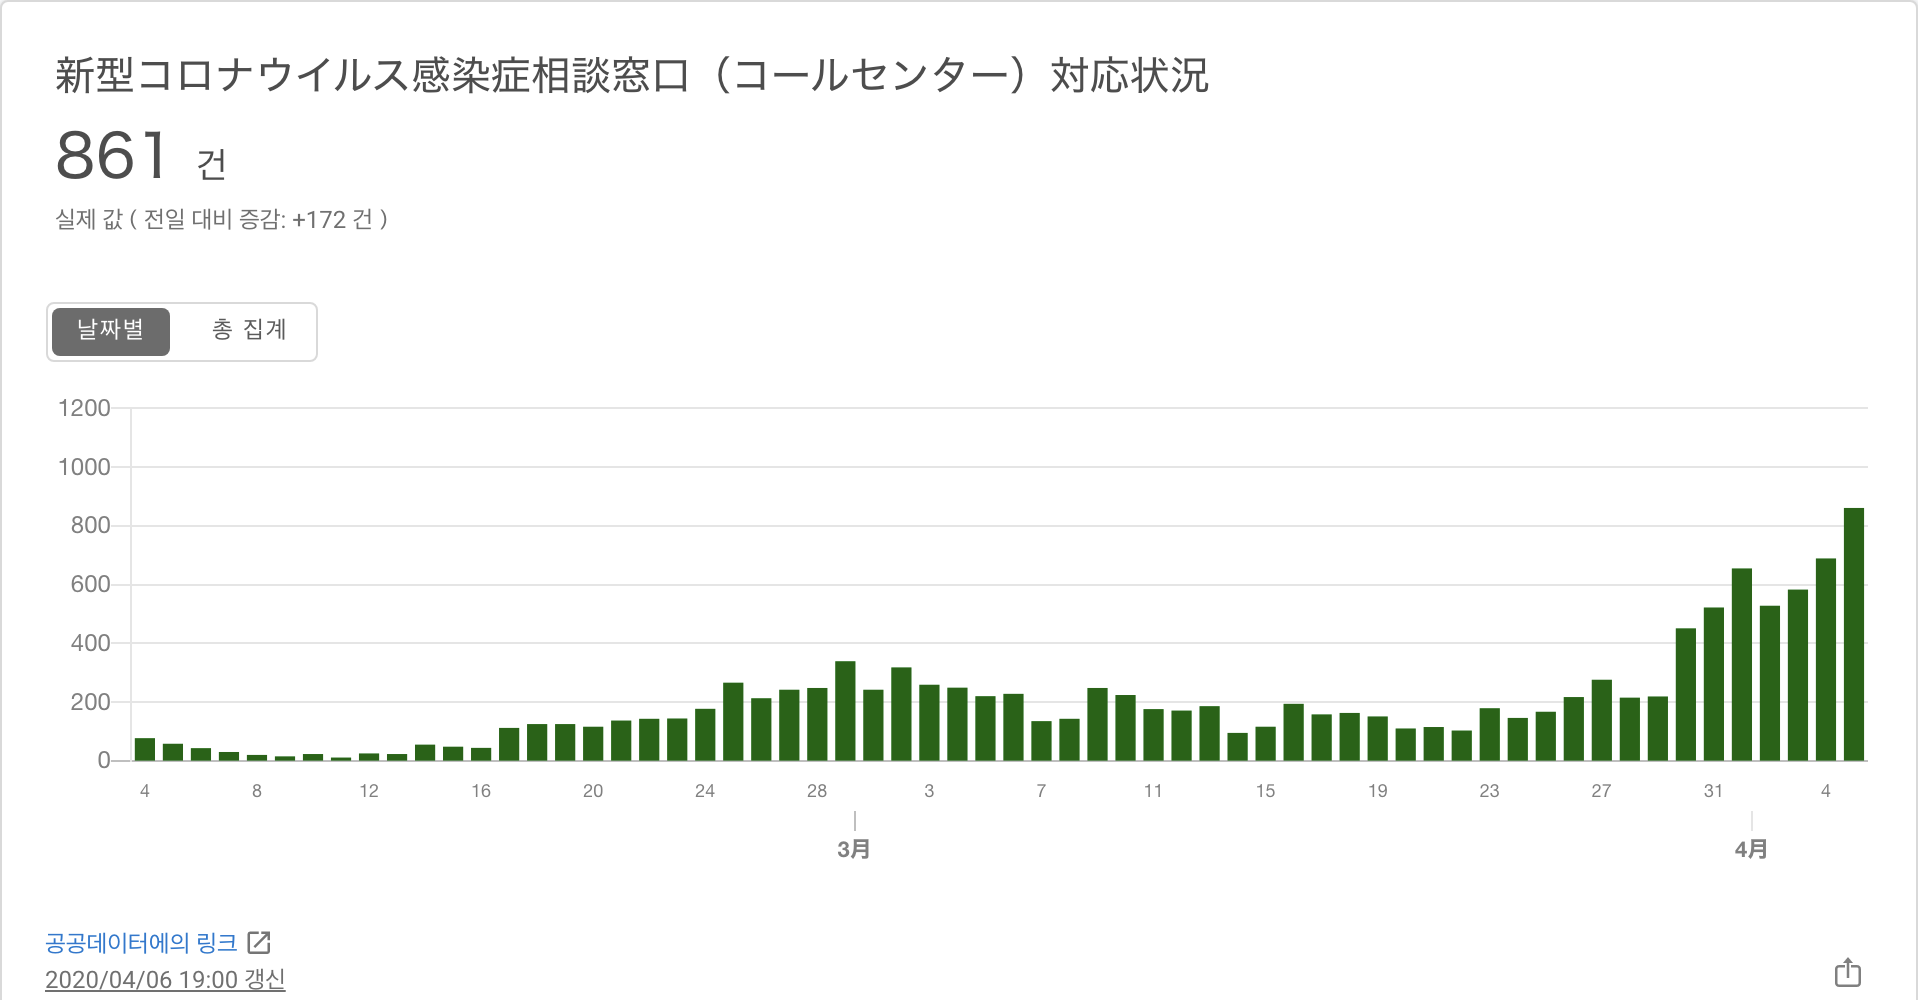 新型コロナウイルス感染症相談窓口（コールセンター）対応状況
861 건
실제 값 ( 전일 대비 증감: +172 건 )
날짜별 총 집계
1200
1000
800
600
400
200
0
4 8 12 16 20 24 28 3 7 11 15 19 23 27 31 4
3月 4月
공공데이터에의 링크
2020/04/06 19:00 갱신